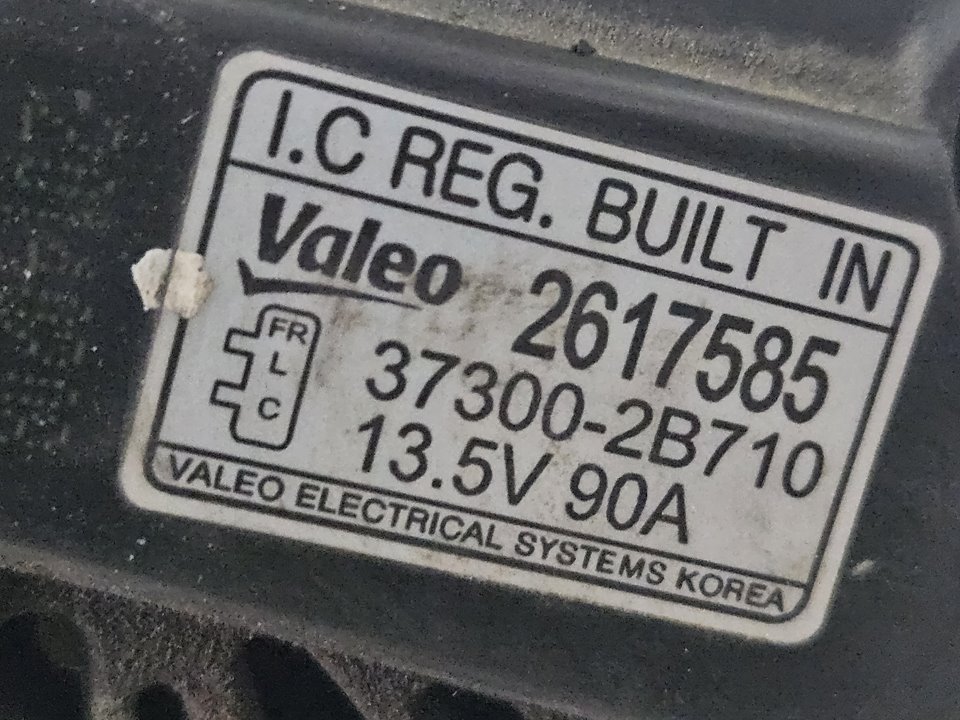 I.C REG. BUILT IN
Valeo
2617585
FR
L
C
37300-2B710
13.5V 90A
VALEO ELECTRICAL SYSTEMS KOREA